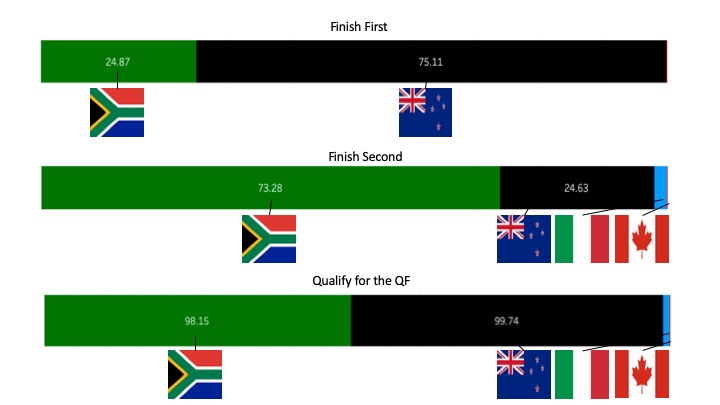 Finish First
24.87
75.11
Finish Second
73.28
24.63
Qualify for the QF
98.15
99.74